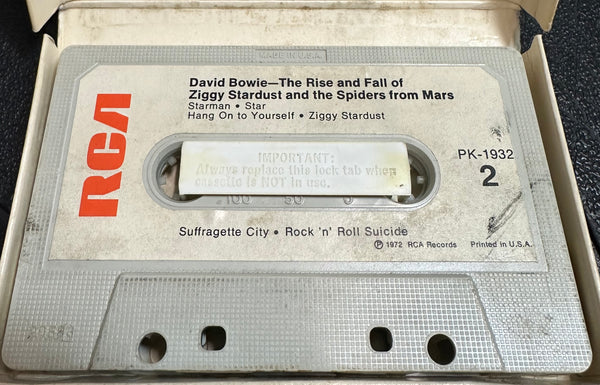 MADE IN U.S.A.
David Bowie—The Rise and Fall of
Ziggy Stardust and the Spiders from Mars
Starman • Star
Hang On to Yourself • Ziggy Stardust
RCA
IMPORTANT:
Always replace this lock tab when
cassette is NOT in use.
100 50 0
PK-1932
2
Suffragette City • Rock 'n' Roll Suicide
℗ 1972 RCA Records Printed in U.S.A.